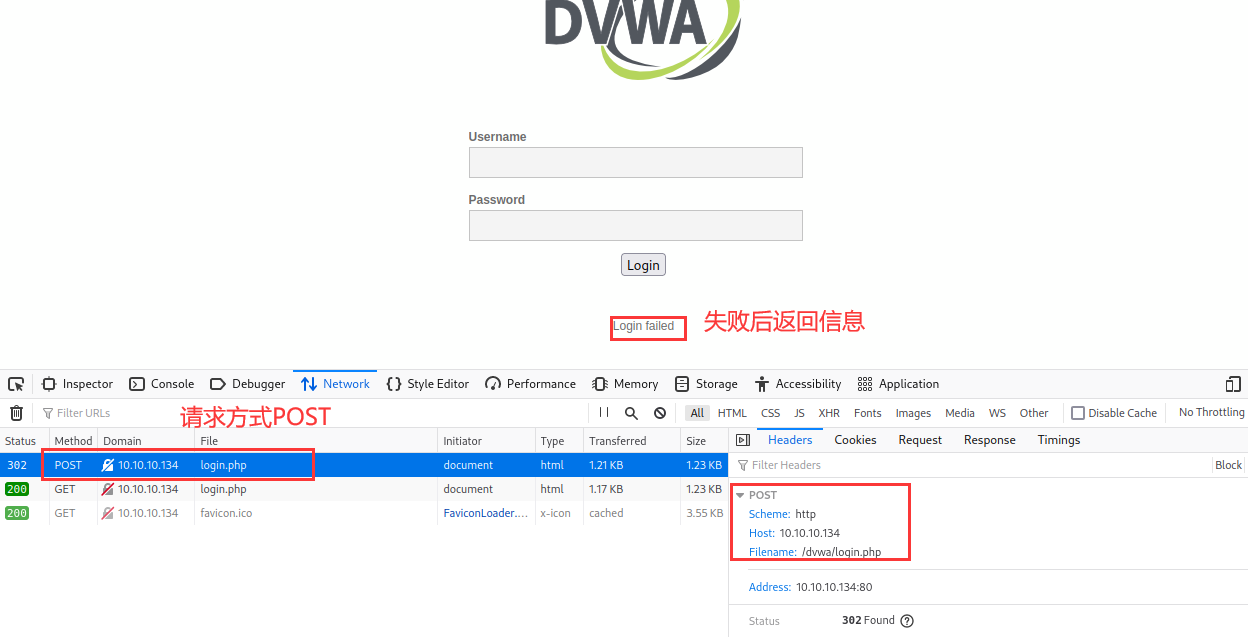 DVWA
Username
Password
Login
Login failed 失败后返回信息
Inspector Console Debugger Network Style Editor Performance Memory Storage Accessibility Application
Filter URLs 请求方式POST All HTML CSS JS XHR Fonts Images Media WS Other Disable Cache No Throttling
Status Method Domain File Initiator Type Transferred Size
302 POST 10.10.10.134 login.php document html 1.21 KB 1.23 KB
200 GET 10.10.10.134 login.php document html 1.17 KB 1.23 KB
200 GET 10.10.10.134 favicon.ico FaviconLoader.… x-icon cached 3.55 KB
Headers Cookies Request Response Timings
Filter Headers Block
POST
Scheme: http
Host: 10.10.10.134
Filename: /dvwa/login.php
Address: 10.10.10.134:80
Status 302 Found ?